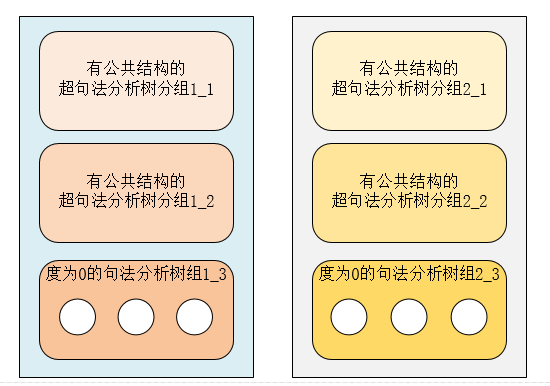 有公共结构的
超句法分析树分组1_1
有公共结构的
超句法分析树分组1_2
度为0的句法分析树组1_3
有公共结构的
超句法分析树分组2_1
有公共结构的
超句法分析树分组2_2
度为0的句法分析树组2_3